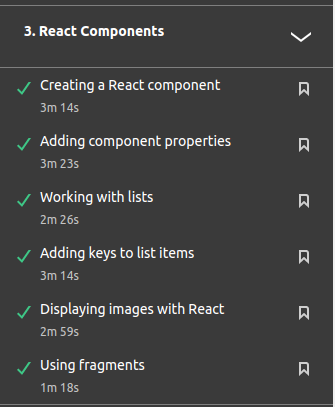 3. React Components
Creating a React component
3m 14s
Adding component properties
3m 23s
Working with lists
2m 26s
Adding keys to list items
3m 14s
Displaying images with React
2m 59s
Using fragments
1m 18s